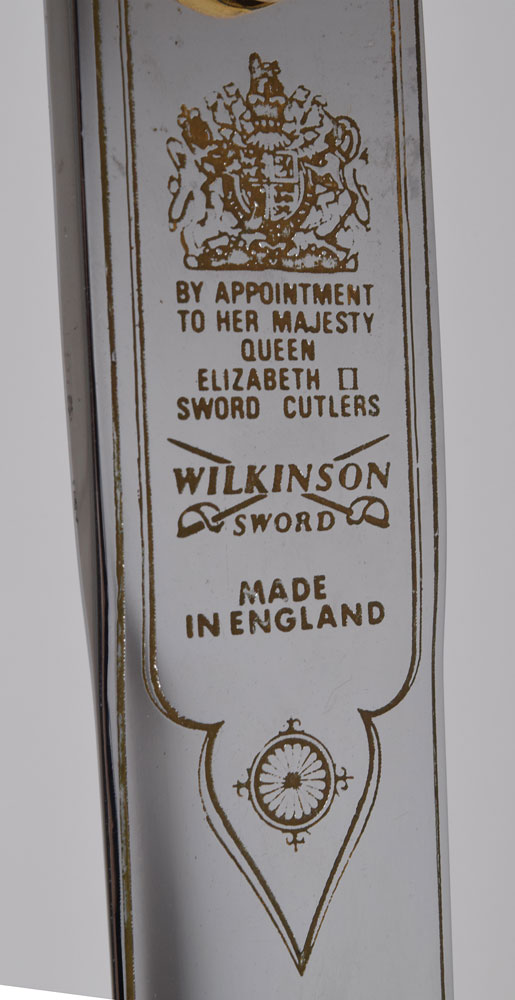 BY APPOINTMENT
TO HER MAJESTY
QUEEN
ELIZABETH II
SWORD CUTLERS
WILKINSON
SWORD
MADE
IN ENGLAND